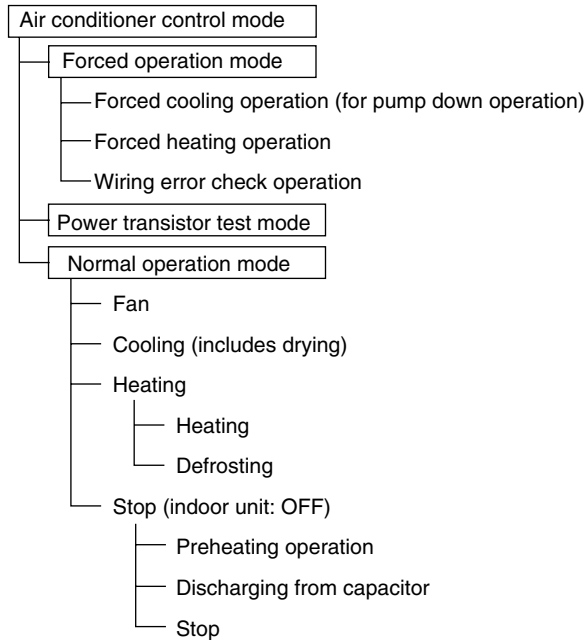 Air conditioner control mode
Forced operation mode
Forced cooling operation (for pump down operation)
Forced heating operation
Wiring error check operation
Power transistor test mode
Normal operation mode
Fan
Cooling (includes drying)
Heating
Heating
Defrosting
Stop (indoor unit: OFF)
Preheating operation
Discharging from capacitor
Stop